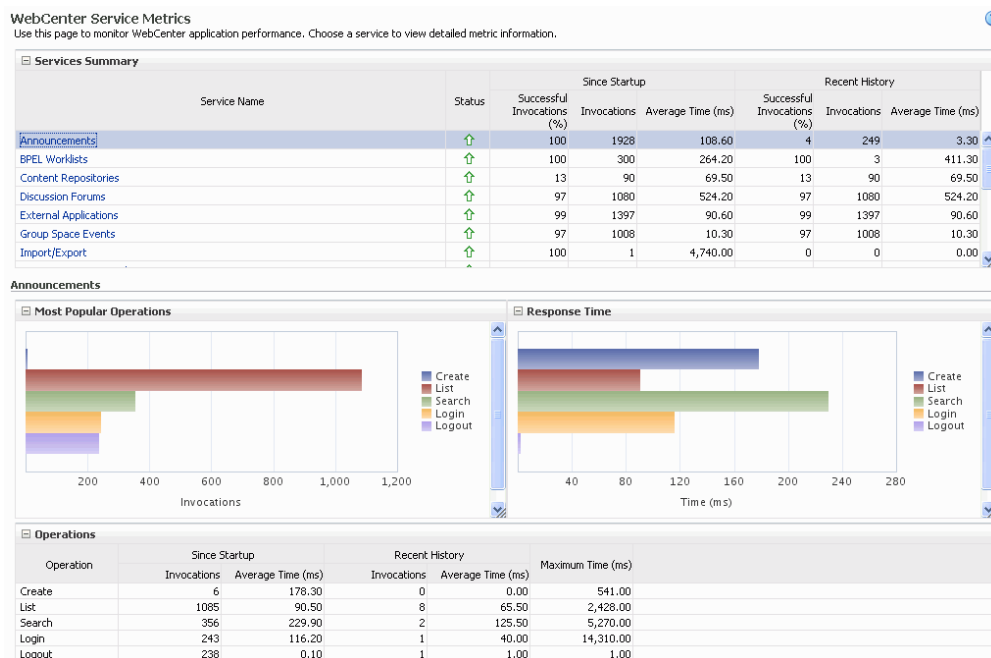 WebCenter Service Metrics
Use this page to monitor WebCenter application performance. Choose a service to view detailed metric information.
Services Summary
Since Startup Recent History
Service Name Status Successful Invocations (%) Invocations Average Time (ms) Successful Invocations (%) Invocations Average Time (ms)
Announcements 100 1928 108.60 4 249 3.30
BPEL Worklists 100 300 264.20 100 3 411.30
Content Repositories 13 90 69.50 13 90 69.50
Discussion Forums 97 1080 524.20 97 1080 524.20
External Applications 99 1397 90.60 99 1397 90.60
Group Space Events 97 1008 10.30 97 1008 10.30
Import/Export 100 1 4,740.00 0 0 0.00
Announcements
Most Popular Operations
Create
List
Search
Login
Logout
200 400 600 800 1,000 1,200
Invocations
Response Time
Create
List
Search
Login
Logout
40 80 120 160 200 240 280
Time (ms)
Operations
Operation Since Startup Recent History Maximum Time (ms)
Invocations Average Time (ms) Invocations Average Time (ms)
Create 6 178.30 0 0.00 541.00
List 1085 90.50 8 65.50 2,428.00
Search 356 229.90 2 125.50 5,270.00
Login 243 116.20 1 40.00 14,310.00
Logout 238 0.10 1 1.00 1.00